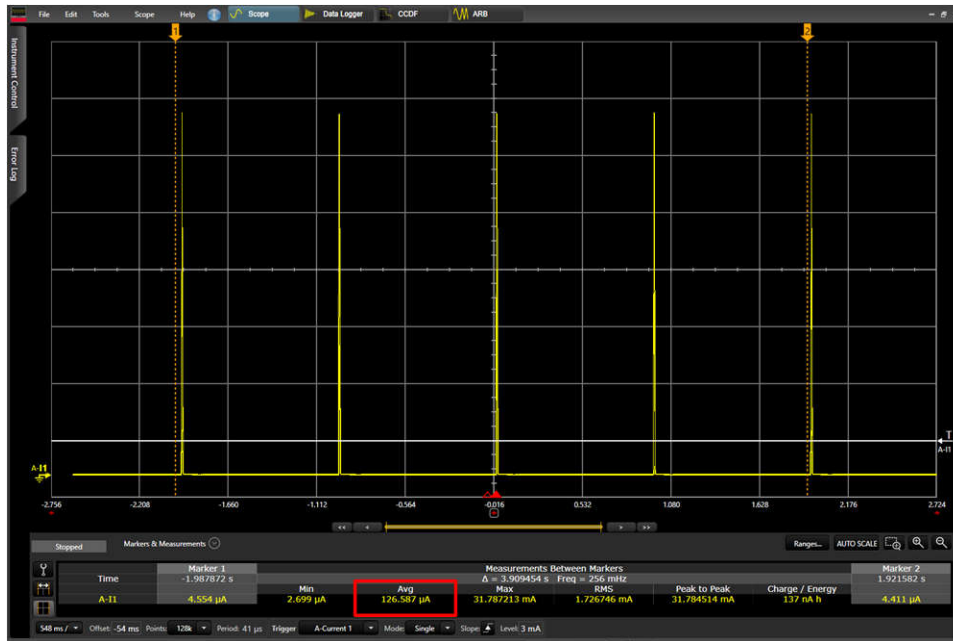 File Edit Tools Scope Help Scope Data Logger CCDF ARB
Instrument Control
Error Log
1 2
T
A-I1
A-I1
-2.756 -2.208 -1.660 -1.112 -0.564 -0.016 0.532 1.080 1.628 2.176 2.724
Stopped Markers & Measurements Ranges... AUTO SCALE
Marker 1 Measurements Between Markers Marker 2
Time -1.987872 s Δ = 3.909454 s Freq = 256 mHz 1.921582 s
Min Avg Max RMS Peak to Peak Charge / Energy
A-I1 4.554 µA 2.699 µA 126.587 µA 31.787213 mA 1.726746 mA 31.784514 mA 137 nA h 4.411 µA
548 ms/ Offset: -54 ms Points: 128k Period: 41 µs Trigger A-Current 1 Mode: Single Slope: Level: 3 mA